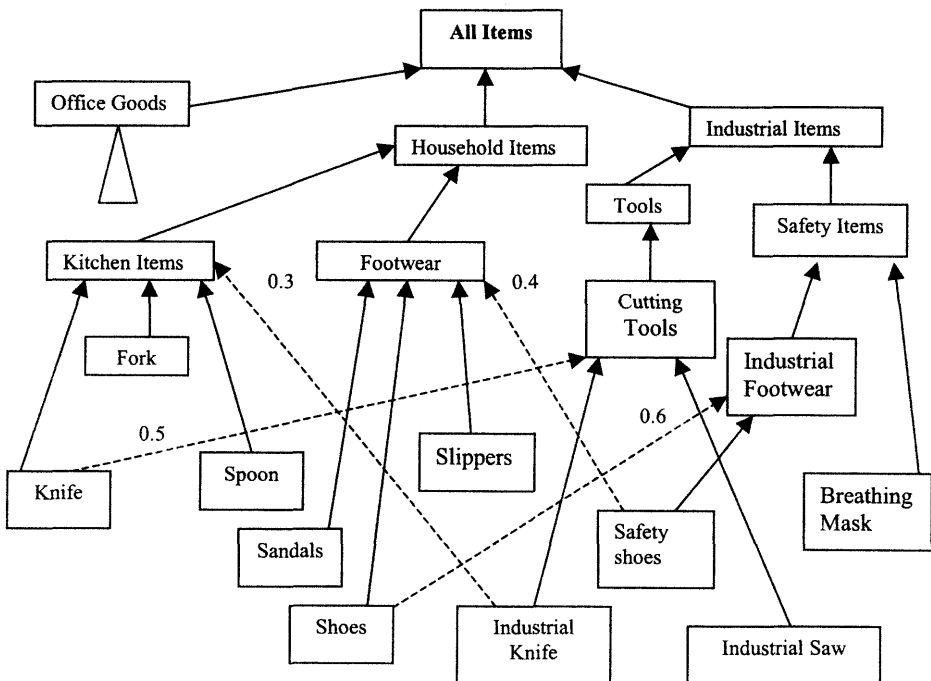 All Items
Office Goods
Household Items
Industrial Items
Tools
Safety Items
Kitchen Items
0.3
Footwear
0.4
Cutting
Tools
Fork
Industrial
Footwear
0.5
0.6
Knife
Spoon
Slippers
Breathing
Mask
Sandals
Safety
shoes
Shoes
Industrial
Knife
Industrial Saw